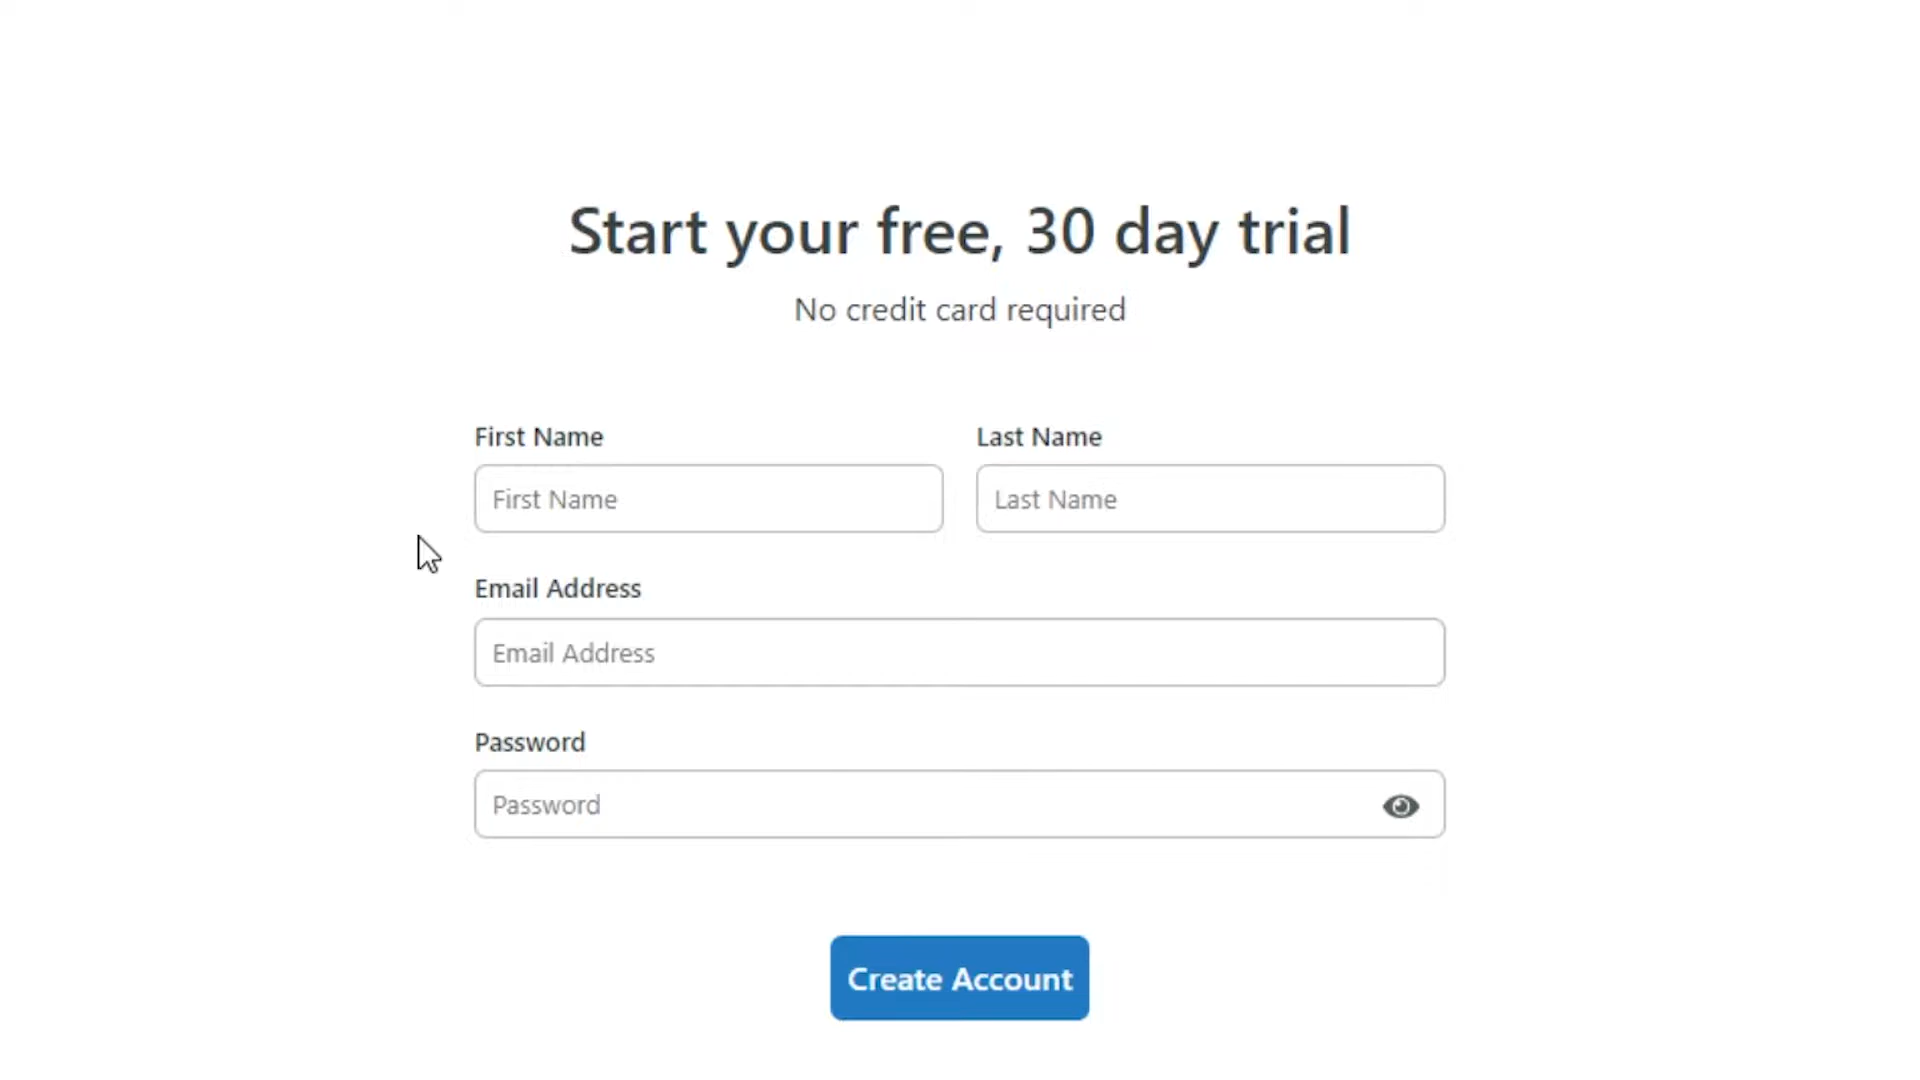 Start your free, 30 day trial
No credit card required
First Name
Last Name
First Name
Last Name
Email Address
Email Address
Password
Password
Create Account